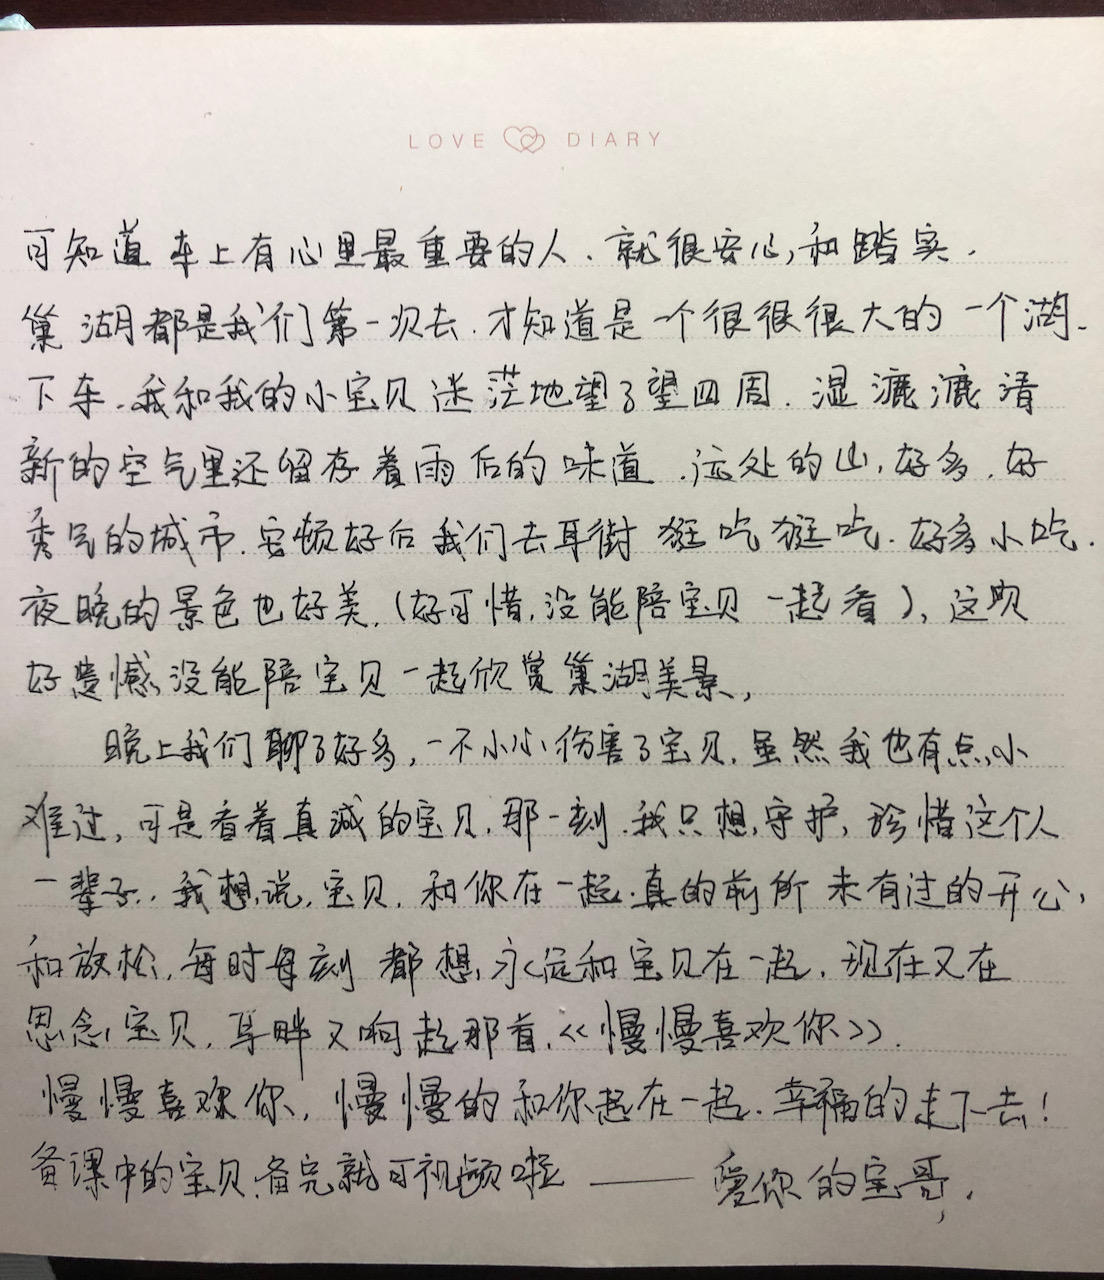 LOVE DIARY
可知道车上有心里最重要的人、就很安心,和踏实.
巢湖都是我们第一次去.才知道是一个很很很大的一个湖.
下车.我和我的小宝贝迷茫地望了望四周.湿漉漉清
新的空气里还留存着雨后的味道.远处的山,好多.好
秀气的城市.安顿好后我们去耳街逛吃逛吃.好多小吃.
夜晚的景色也好美.(好可惜,没能陪宝贝一起看),这
好遗憾,没能陪宝贝一起欣赏巢湖美景,
晚上我们聊了好多,一不小小伤害了宝贝.虽然我也有点小
难过,可是看着真诚的宝贝.那一刻.我只想,守护,珍惜这个人
一辈子..我想,说,宝贝.和你在一起.真的前所未有过的开心,
和放松,每时每刻都想,永远和宝贝在一起.现在又在
思念,宝贝,耳畔又响起那首,<<慢慢喜欢你>>.
慢慢喜欢你,慢慢的和你起在一起.幸福的走下去!
备课中的宝贝.备完就可视频啦——爱你的宝哥,